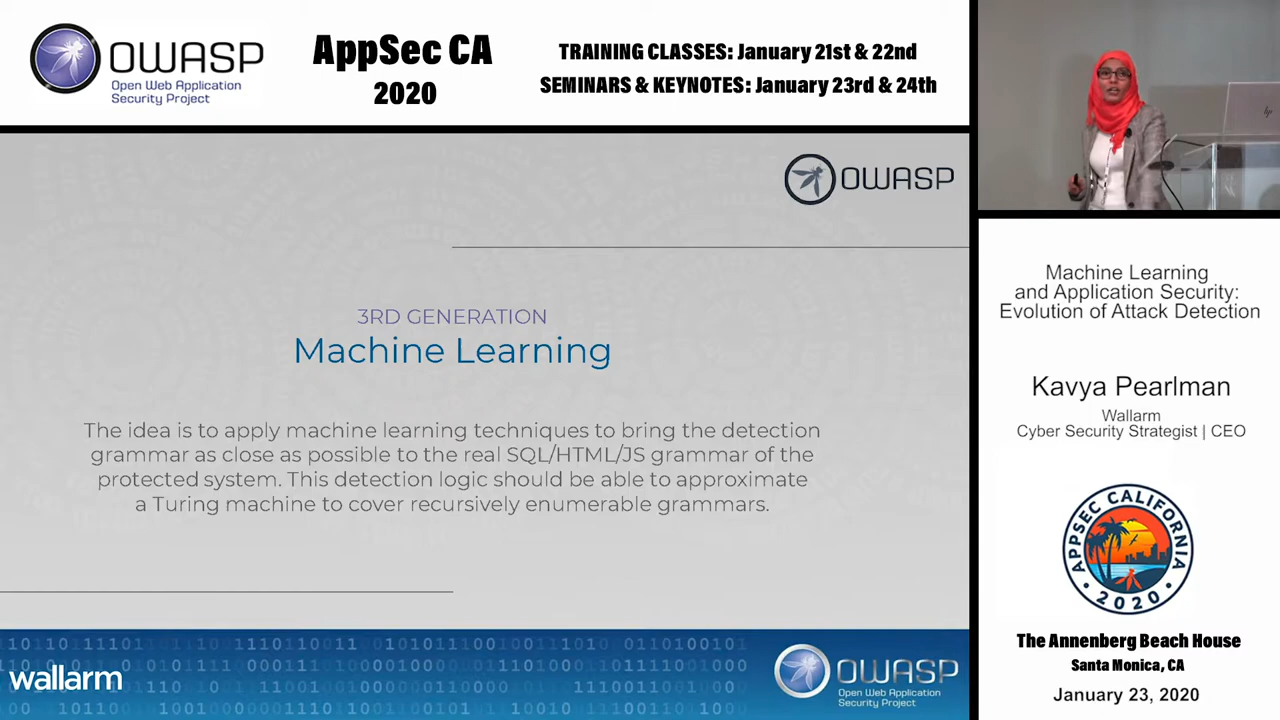 OWASP
Open Web Application
Security Project
AppSec CA
2020
TRAINING CLASSES: January 21st & 22nd
SEMINARS & KEYNOTES: January 23rd & 24th
OWASP
3RD GENERATION
Machine Learning
The idea is to apply machine learning techniques to bring the detection
grammar as close as possible to the real SQL/HTML/JS grammar of the
protected system. This detection logic should be able to approximate
a Turing machine to cover recursively enumerable grammars.
wallarm
OWASP
Open Web Application
Security Project
hp
Machine Learning
and Application Security:
Evolution of Attack Detection
Kavya Pearlman
Wallarm
Cyber Security Strategist | CEO
APPSEC CALIFORNIA
2020
The Annenberg Beach House
Santa Monica, CA
January 23, 2020